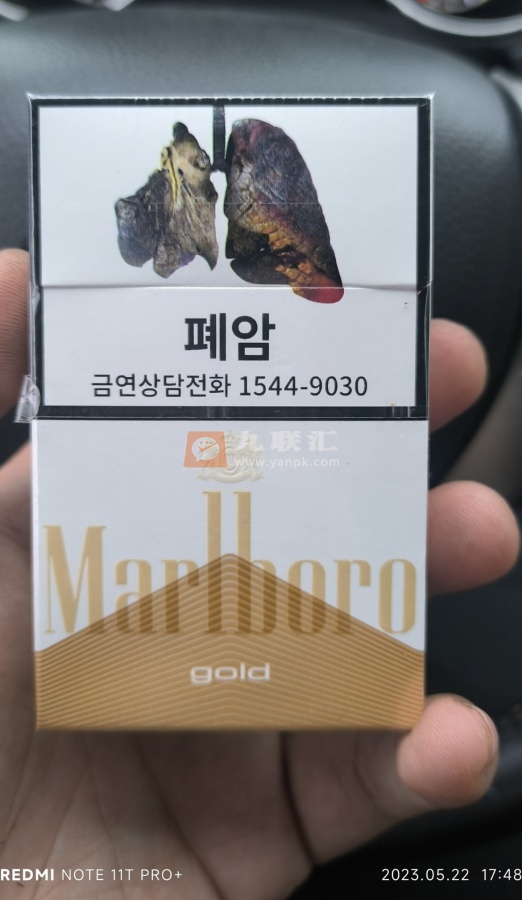 폐암
금연상담전화 1544-9030
九联汇
www.yanpk.com
Marlboro
gold
REDMI NOTE 11T PRO+
2023.05.22 17:48